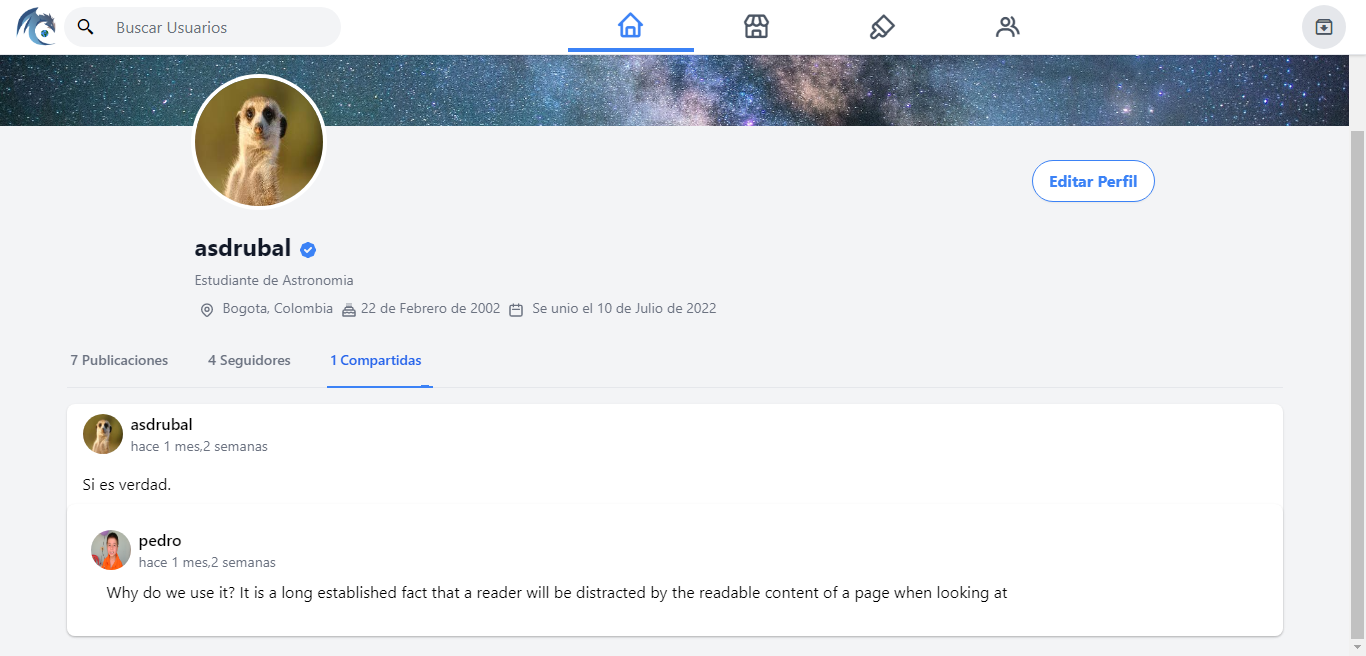 Buscar Usuarios
Editar Perfil
asdrubal
Estudiante de Astronomia
Bogota, Colombia 22 de Febrero de 2002 Se unio el 10 de Julio de 2022
7 Publicaciones 4 Seguidores 1 Compartidas
asdrubal
hace 1 mes,2 semanas
Si es verdad.
pedro
hace 1 mes,2 semanas
Why do we use it? It is a long established fact that a reader will be distracted by the readable content of a page when looking at